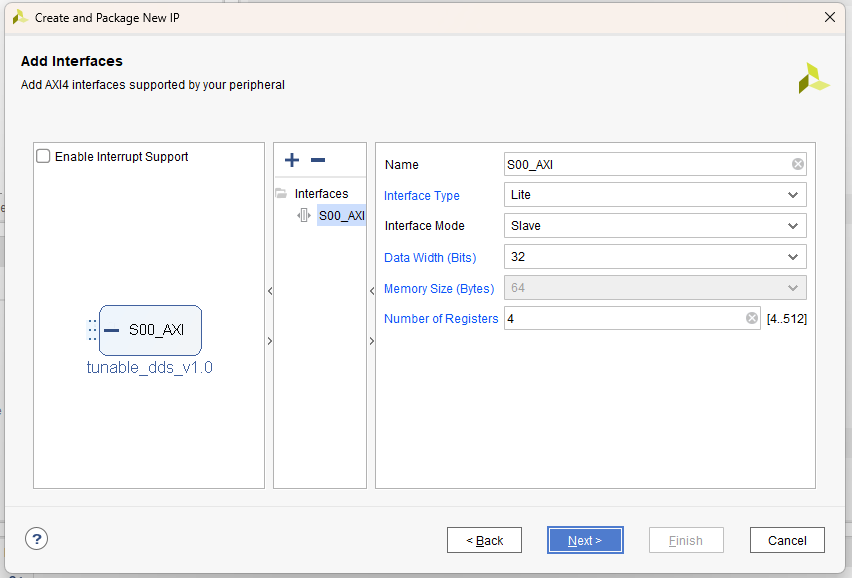 Create and Package New IP
Add Interfaces
Add AXI4 interfaces supported by your peripheral
Enable Interrupt Support
S00_AXI
tunable_dds_v1.0
Interfaces
S00_AXI
Name S00_AXI
Interface Type Lite
Interface Mode Slave
Data Width (Bits) 32
Memory Size (Bytes) 64
Number of Registers 4 [4..512]
? < Back Next > Finish Cancel